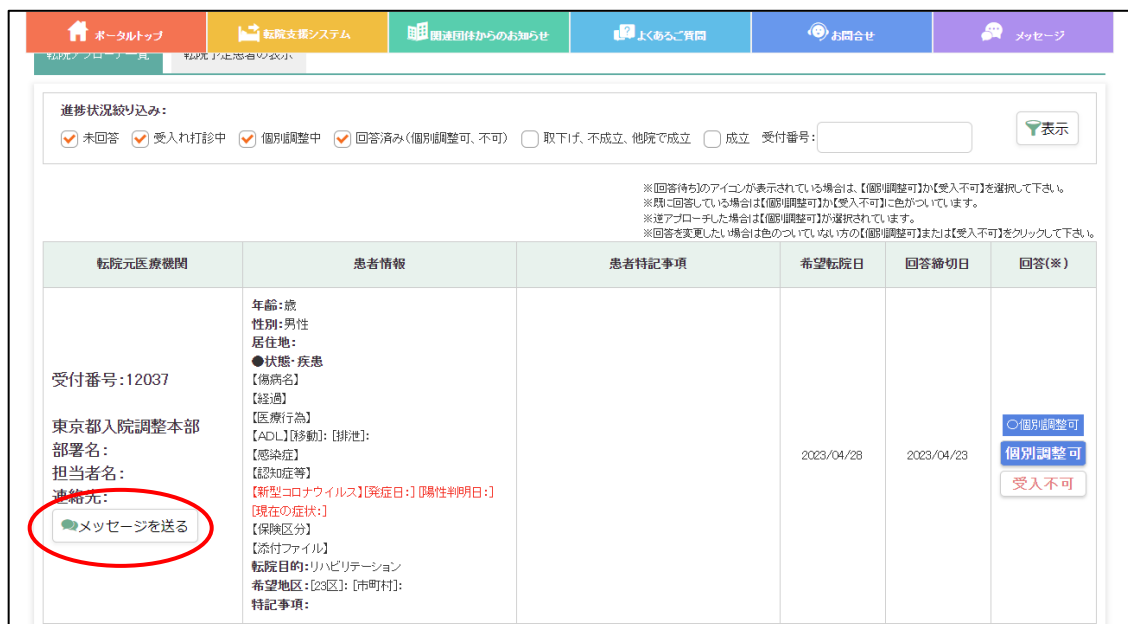 ポータルトップ
転院支援システム
関連団体からのお知らせ
よくあるご質問
お問合せ
メッセージ
転院アプローチ一覧
転院予定患者の表示
進捗状況絞り込み:
未回答 受入れ打診中 個別調整中 回答済み(個別調整可、不可) 取下げ、不成立、他院で成立 成立 受付番号:
表示
※[回答待ち]のアイコンが表示されている場合は、【個別調整可】か【受入不可】を選択して下さい。
※既に回答している場合は【個別調整可】か【受入不可】に色がついています。
※逆アプローチした場合は【個別調整可】が選択されています。
※回答を変更したい場合は色のついていない方の【個別調整可】または【受入不可】をクリックして下さい。
転院元医療機関 患者情報 患者特記事項 希望転院日 回答締切日 回答(※)
受付番号:12037
東京都入院調整本部
部署名:
担当者名:
連絡先:
メッセージを送る
年齢:歳
性別:男性
居住地:
●状態・疾患
【傷病名】
【経過】
【医療行為】
【ADL】[移動]: [排泄]:
【感染症】
【認知症等】
【新型コロナウイルス】[発症日:] [陽性判明日:]
[現在の症状:]
【保険区分】
【添付ファイル】
転院目的:リハビリテーション
希望地区:[23区]: [市町村]:
特記事項:
2023/04/28
2023/04/23
○個別調整可
個別調整可
受入不可